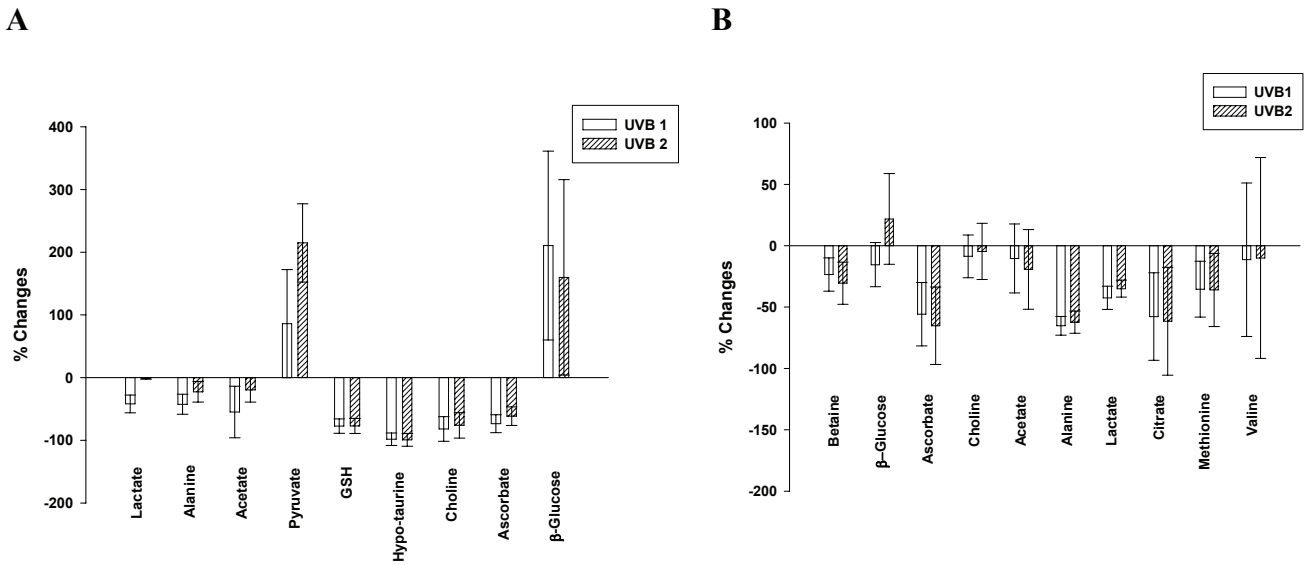 A
UVB 1
UVB 2
400
300
200
100
0
-100
-200
% Changes
Lactate
Alanine
Acetate
Pyruvate
GSH
Hypo-taurine
Choline
Ascorbate
β-Glucose
B
UVB1
UVB2
100
50
0
-50
-100
-150
-200
% Changes
Betaine
β–Glucose
Ascorbate
Choline
Acetate
Alanine
Lactate
Citrate
Methionine
Valine